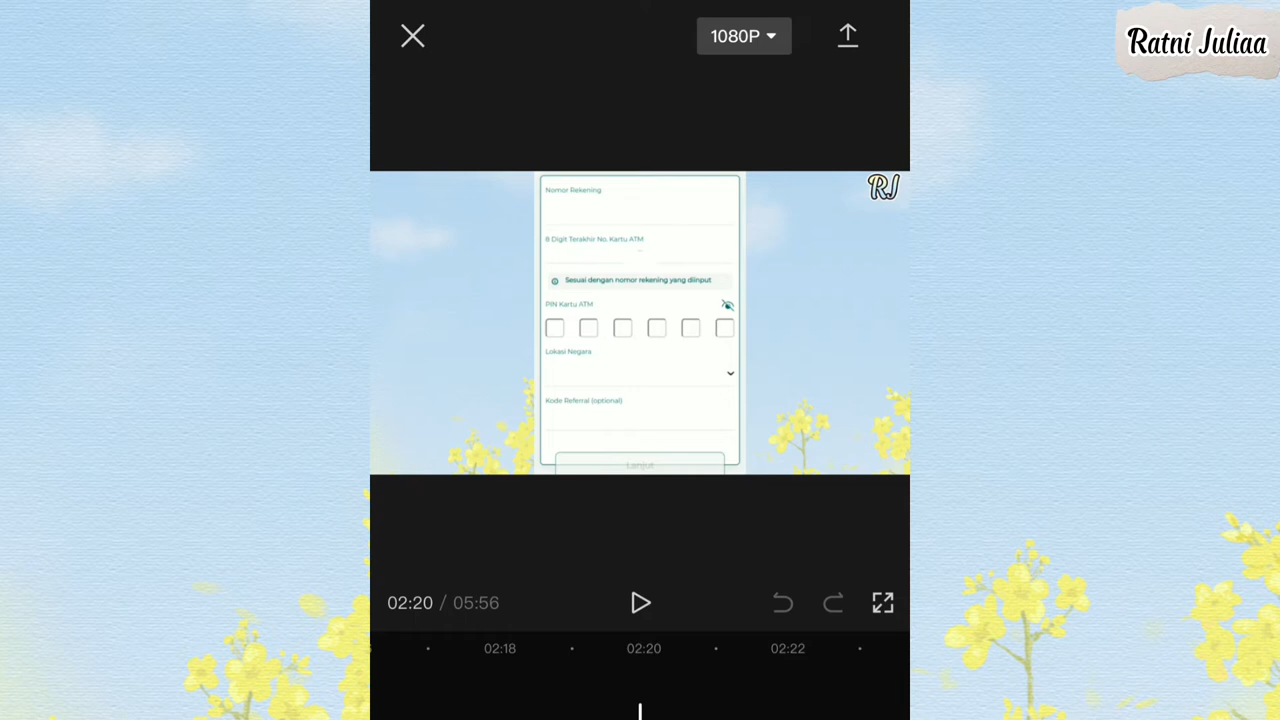 Ratni Juliaa
1080P
RJ
Nomor Rekening
8 Digit Terakhir No. Kartu ATM
Sesuai dengan nomor rekening yang diinput
PIN Kartu ATM
Lokasi Negara
Kode Referral (optional)
Lanjut
02:20 / 05:56
02:18
02:20
02:22